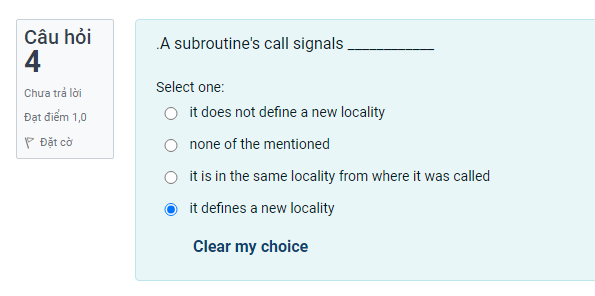 Câu hỏi
4
Chưa trả lời
Đạt điểm 1,0
Đặt cờ
.A subroutine's call signals ____________
Select one:
it does not define a new locality
none of the mentioned
it is in the same locality from where it was called
it defines a new locality
Clear my choice